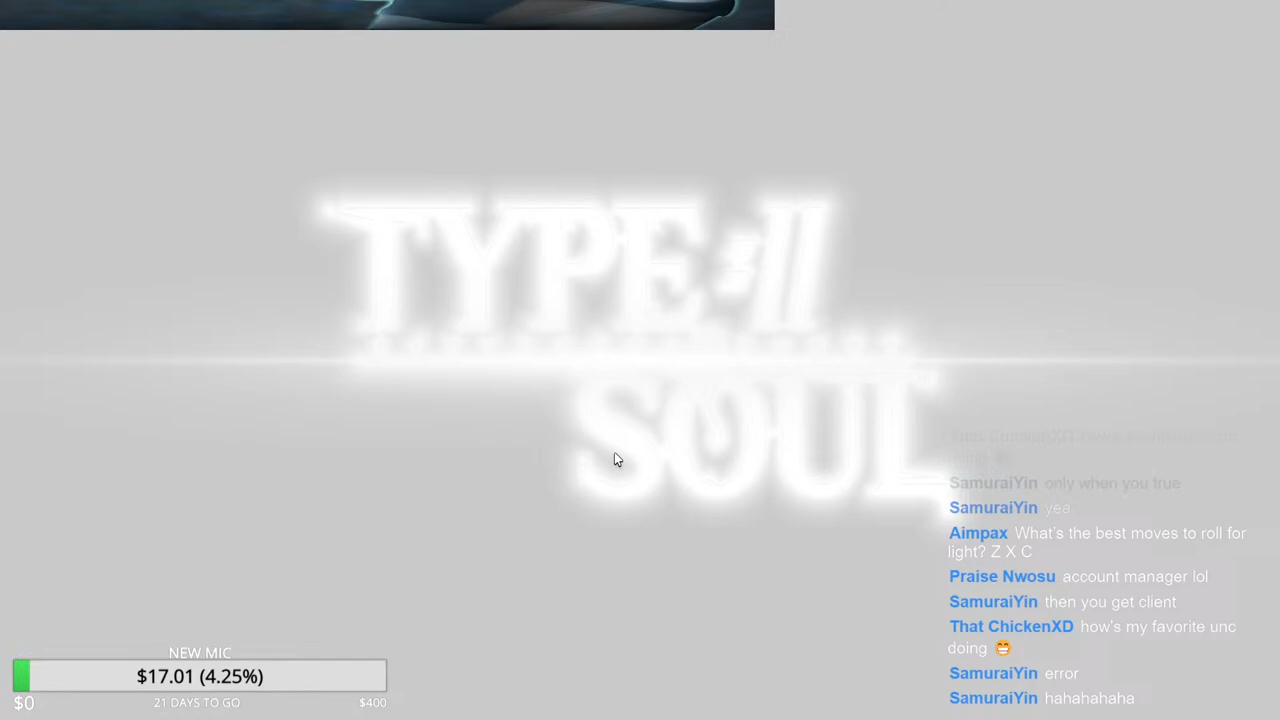 TYPE://
SOUL
SamuraiYin only when you true
SamuraiYin yea
Aimpax What's the best moves to roll for
light? Z X C
Praise Nwosu account manager lol
SamuraiYin then you get client
That ChickenXD how's my favorite unc
doing 😁
SamuraiYin error
SamuraiYin hahahahaha
NEW MIC
$17.01 (4.25%)
$0 21 DAYS TO GO $400